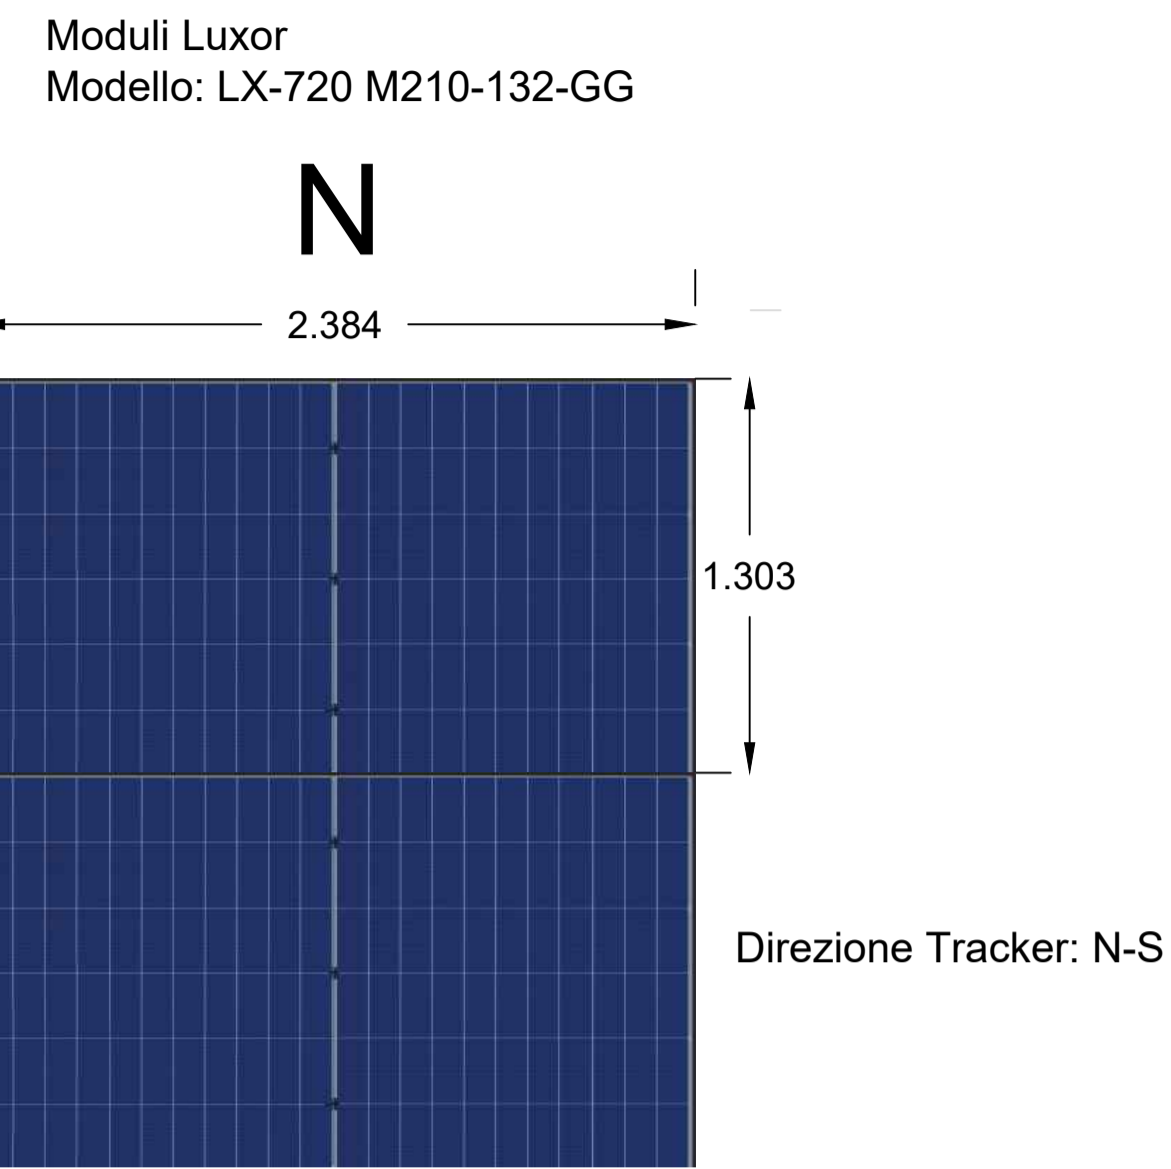 Moduli Luxor
Modello: LX-720 M210-132-GG
N
2.384
1.303
Direzione Tracker: N-S